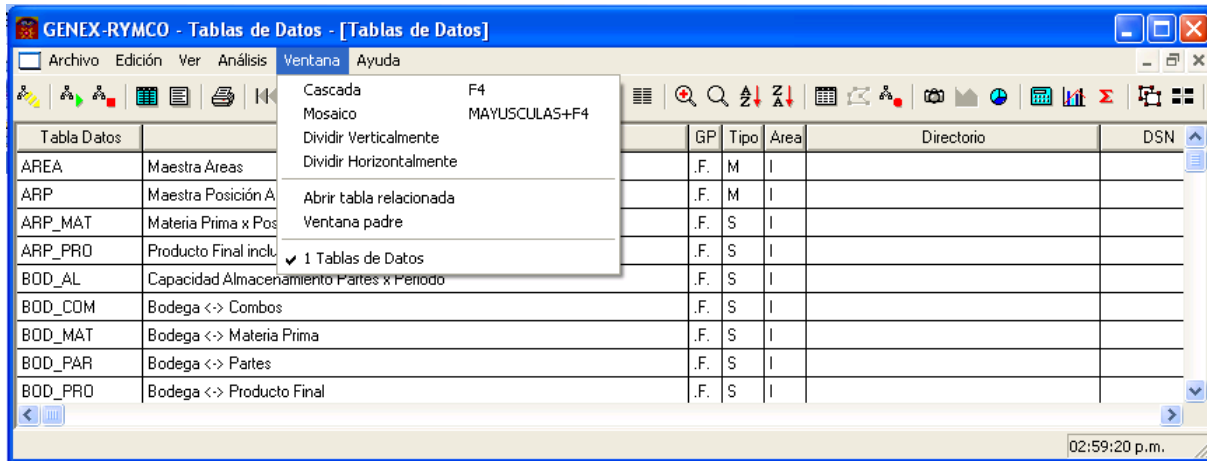 GENEX-RYMCO - Tablas de Datos - [Tablas de Datos]
Archivo Edición Ver Análisis Ventana Ayuda
Cascada F4
Mosaico MAYUSCULAS+F4
Dividir Verticalmente
Dividir Horizontalmente
Abrir tabla relacionada
Ventana padre
1 Tablas de Datos
Tabla Datos GP Tipo Area Directorio DSN
AREA Maestra Areas .F. M I
ARP Maestra Posición A .F. M I
ARP_MAT Materia Prima x Pos .F. S I
ARP_PRO Producto Final inclu .F. S I
BOD_AL Capacidad Almacenamiento Partes x Periodo .F. S I
BOD_COM Bodega <-> Combos .F. S I
BOD_MAT Bodega <-> Materia Prima .F. S I
BOD_PAR Bodega <-> Partes .F. S I
BOD_PRO Bodega <-> Producto Final .F. S I
02:59:20 p.m.